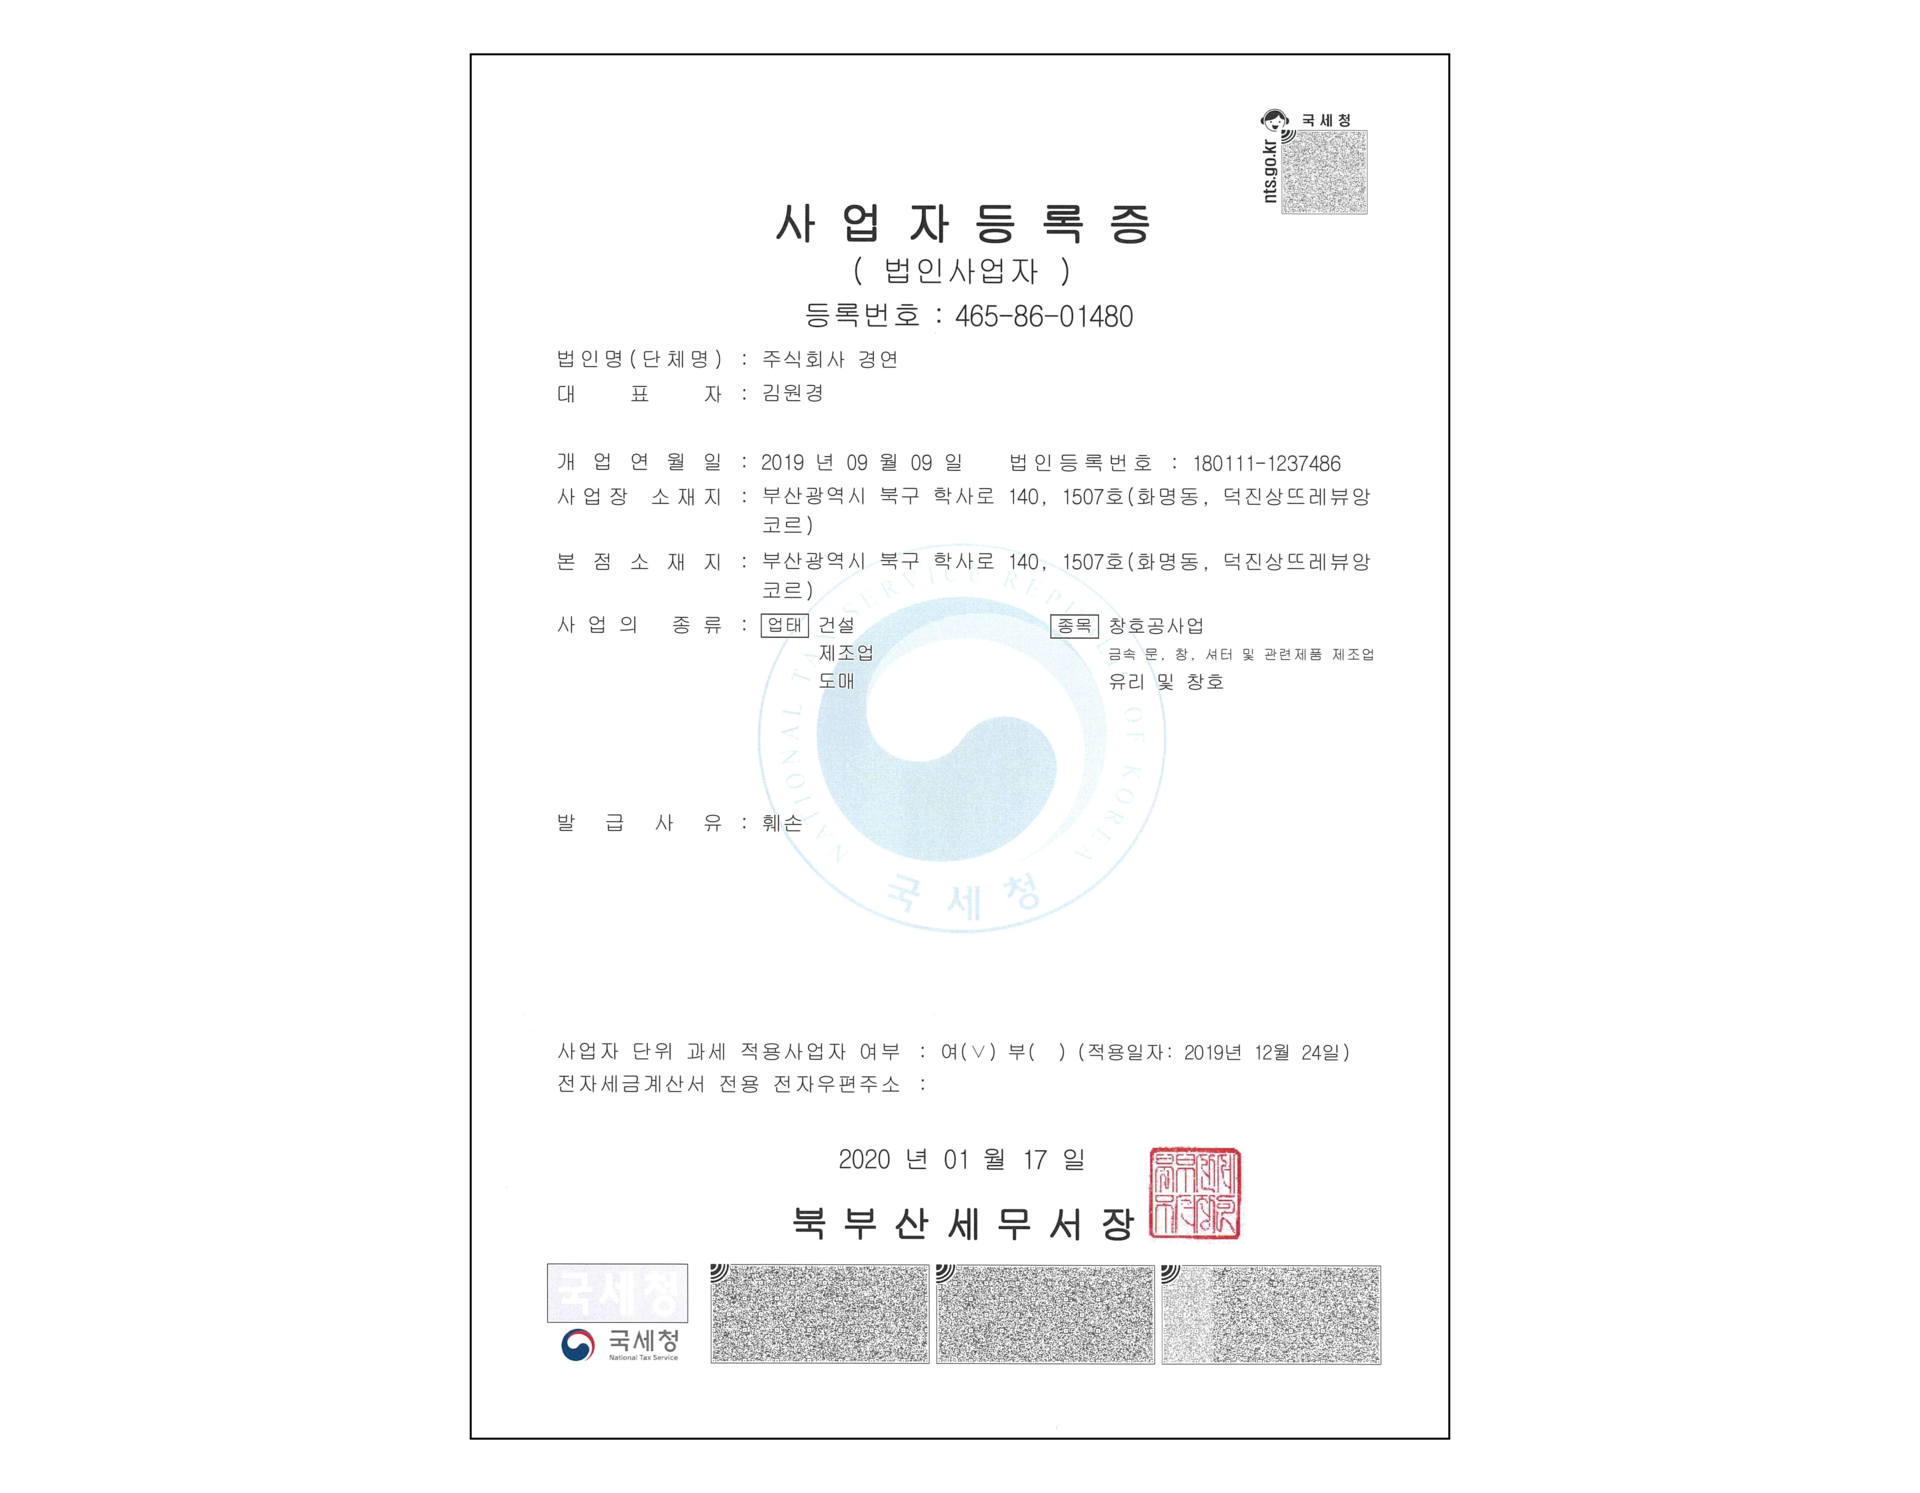 국세청
nts.go.kr
사업자등록증
( 법인사업자 )
등록번호 : 465-86-01480
법인명(단체명) : 주식회사 경연
대 표 자 : 김원경
개 업 연 월 일 : 2019 년 09 월 09 일 법인등록번호 : 180111-1237486
사업장 소재지 : 부산광역시 북구 학사로 140, 1507호(화명동, 덕진상뜨레뷰앙
코르)
본 점 소 재 지 : 부산광역시 북구 학사로 140, 1507호(화명동, 덕진상뜨레뷰앙
코르)
사 업 의 종 류 : 업태 건설 종목 창호공사업
제조업 금속 문, 창, 셔터 및 관련제품 제조업
도매 유리 및 창호
발 급 사 유 : 훼손
NATIONAL TAX SERVICE REPUBLIC OF KOREA
국세청
사업자 단위 과세 적용사업자 여부 : 여(∨) 부( ) (적용일자: 2019년 12월 24일)
전자세금계산서 전용 전자우편주소 :
2020 년 01 월 17 일
북부산세무서장
국세청
국세청
National Tax Service